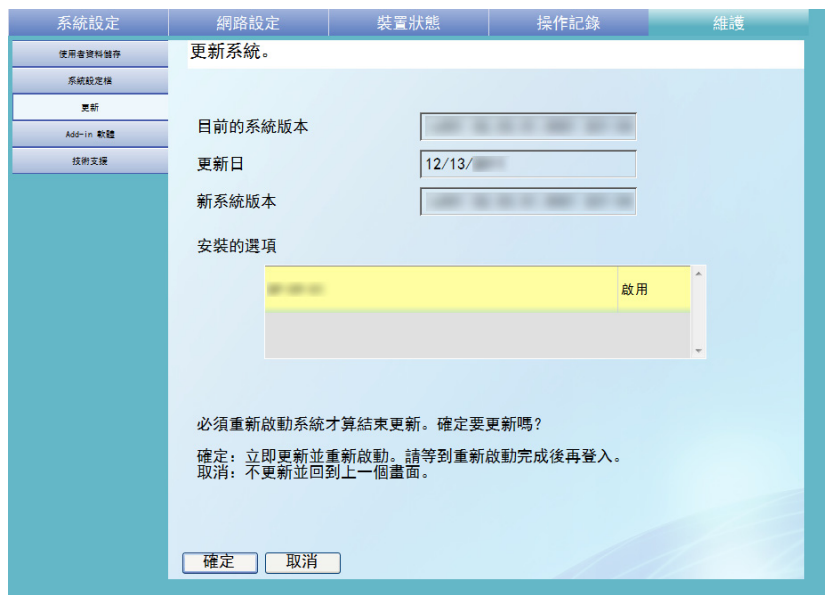 系統設定 網路設定 裝置狀態 操作記錄 維護
使用者資料儲存
系統設定檔
更新
Add-in 軟體
技術支援
更新系統。
目前的系統版本
更新日 12/13/
新系統版本
安裝的選項
啟用
必須重新啟動系統才算結束更新。確定要更新嗎?
確定: 立即更新並重新啟動。請等到重新啟動完成後再登入。
取消: 不更新並回到上一個畫面。
確定 取消